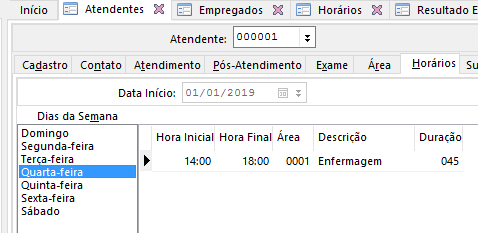 Início Atendentes Empregados Horários Resultado E
Atendente: 000001
Cadastro Contato Atendimento Pós-Atendimento Exame Área Horários Su
Data Início: 01/01/2019
Dias da Semana
Domingo
Segunda-feira
Terça-feira
Quarta-feira
Quinta-feira
Sexta-feira
Sábado
Hora Inicial Hora Final Área Descrição Duração
14:00 18:00 0001 Enfermagem 045